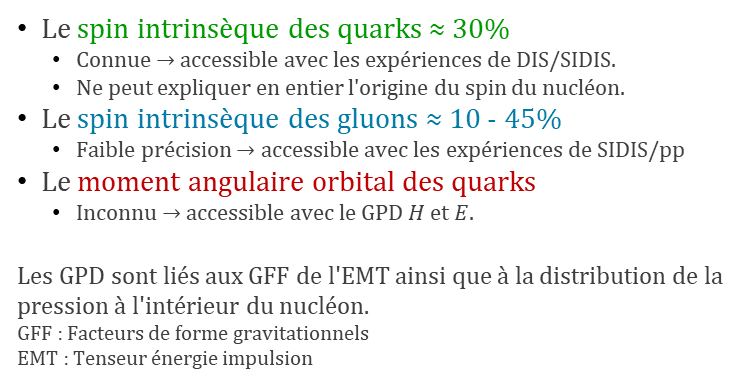 • Le spin intrinsèque des quarks ≈ 30%
• Connue → accessible avec les expériences de DIS/SIDIS.
• Ne peut expliquer en entier l'origine du spin du nucléon.
• Le spin intrinsèque des gluons ≈ 10 - 45%
• Faible précision → accessible avec les expériences de SIDIS/pp
• Le moment angulaire orbital des quarks
• Inconnu → accessible avec le GPD H et E.
Les GPD sont liés aux GFF de l'EMT ainsi que à la distribution de la
pression à l'intérieur du nucléon.
GFF : Facteurs de forme gravitationnels
EMT : Tenseur énergie impulsion